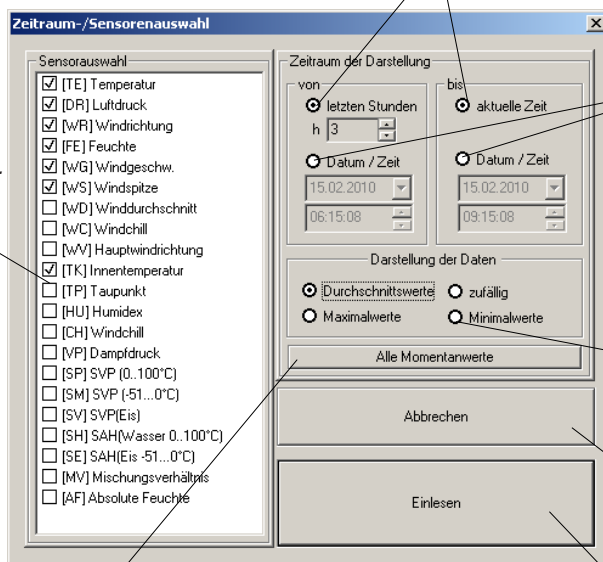 Zeitraum-/Sensorenauswahl
Sensorauswahl
[TE] Temperatur
[DR] Luftdruck
[WR] Windrichtung
[FE] Feuchte
[WG] Windgeschw.
[WS] Windspitze
[WD] Winddurchschnitt
[WC] Windchill
[WV] Hauptwindrichtung
[TK] Innentemperatur
[TP] Taupunkt
[HU] Humidex
[CH] Windchill
[VP] Dampfdruck
[SP] SVP (0..100°C)
[SM] SVP (-51...0°C)
[SV] SVP(Eis)
[SH] SAH(Wasser 0..100°C)
[SE] SAH(Eis -51...0°C)
[MV] Mischungsverhältnis
[AF] Absolute Feuchte
Zeitraum der Darstellung
von
letzten Stunden
h 3
Datum / Zeit
15.02.2010
06:15:08
bis
aktuelle Zeit
Datum / Zeit
15.02.2010
09:15:08
Darstellung der Daten
Durchschnittswerte
zufällig
Maximalwerte
Minimalwerte
Alle Momentanwerte
Abbrechen
Einlesen